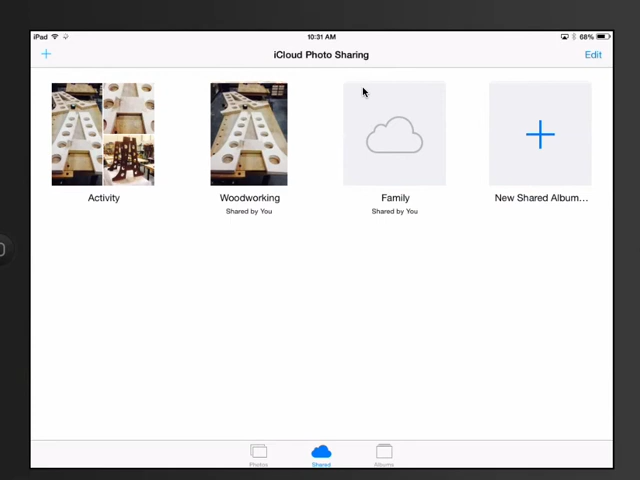 iPad
10:31 AM
68%
iCloud Photo Sharing
Edit
Activity
Woodworking
Shared by You
Family
Shared by You
New Shared Album...
Photos
Shared
Albums